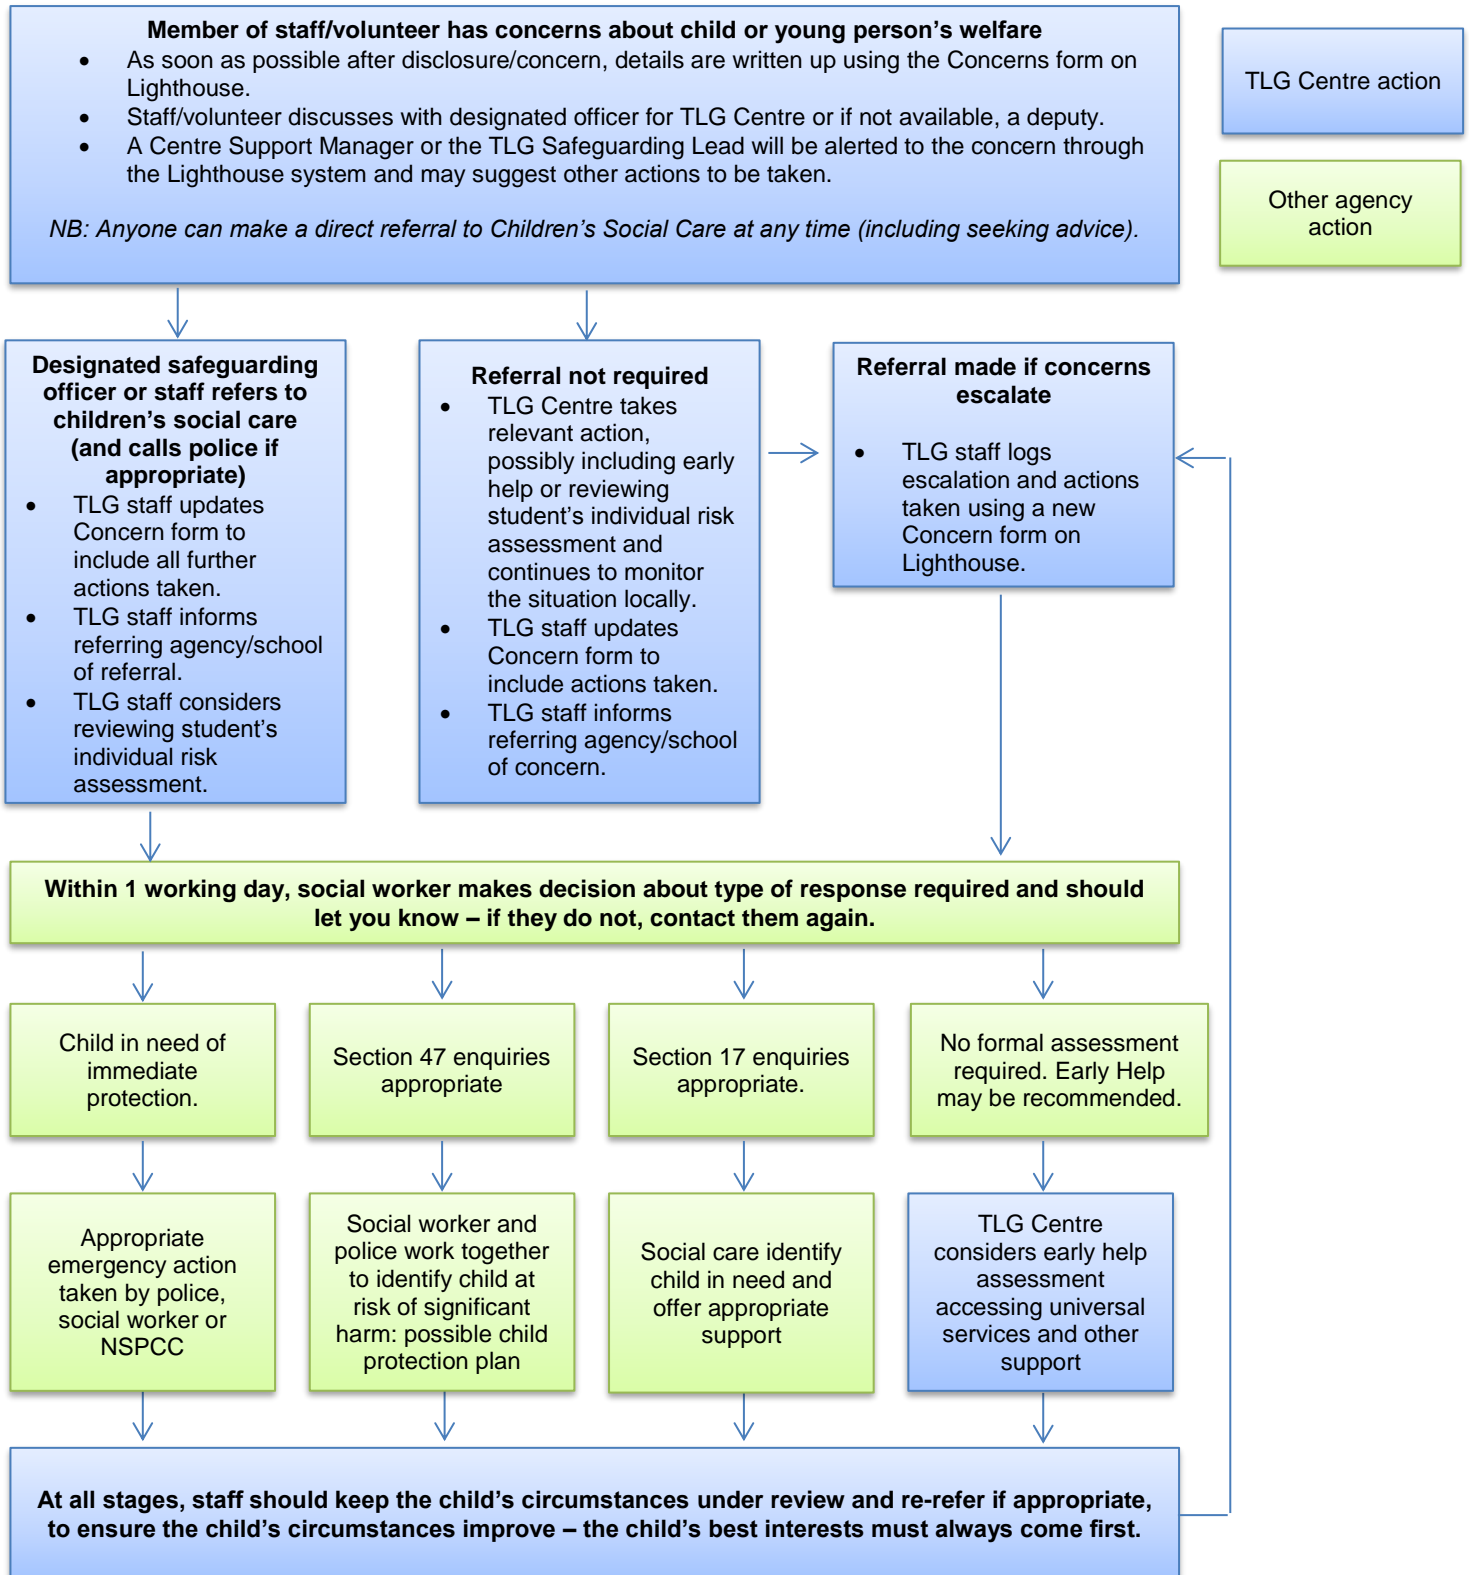 Member of staff/volunteer has concerns about child or young person’s welfare
• As soon as possible after disclosure/concern, details are written up using the Concerns form on
Lighthouse.
• Staff/volunteer discusses with designated officer for TLG Centre or if not available, a deputy.
• A Centre Support Manager or the TLG Safeguarding Lead will be alerted to the concern through
the Lighthouse system and may suggest other actions to be taken.
NB: Anyone can make a direct referral to Children’s Social Care at any time (including seeking advice).
TLG Centre action
Other agency
action
Designated safeguarding
officer or staff refers to
children’s social care
(and calls police if
appropriate)
• TLG staff updates
Concern form to
include all further
actions taken.
• TLG staff informs
referring agency/school
of referral.
• TLG staff considers
reviewing student’s
individual risk
assessment.
Referral not required
• TLG Centre takes
relevant action,
possibly including early
help or reviewing
student’s individual risk
assessment and
continues to monitor
the situation locally.
• TLG staff updates
Concern form to
include actions taken.
• TLG staff informs
referring agency/school
of concern.
Referral made if concerns
escalate
• TLG staff logs
escalation and actions
taken using a new
Concern form on
Lighthouse.
Within 1 working day, social worker makes decision about type of response required and should
let you know – if they do not, contact them again.
Child in need of
immediate
protection.
Section 47 enquiries
appropriate
Section 17 enquiries
appropriate.
No formal assessment
required. Early Help
may be recommended.
Appropriate
emergency action
taken by police,
social worker or
NSPCC
Social worker and
police work together
to identify child at
risk of significant
harm: possible child
protection plan
Social care identify
child in need and
offer appropriate
support
TLG Centre
considers early help
assessment
accessing universal
services and other
support
At all stages, staff should keep the child’s circumstances under review and re-refer if appropriate,
to ensure the child’s circumstances improve – the child’s best interests must always come first.